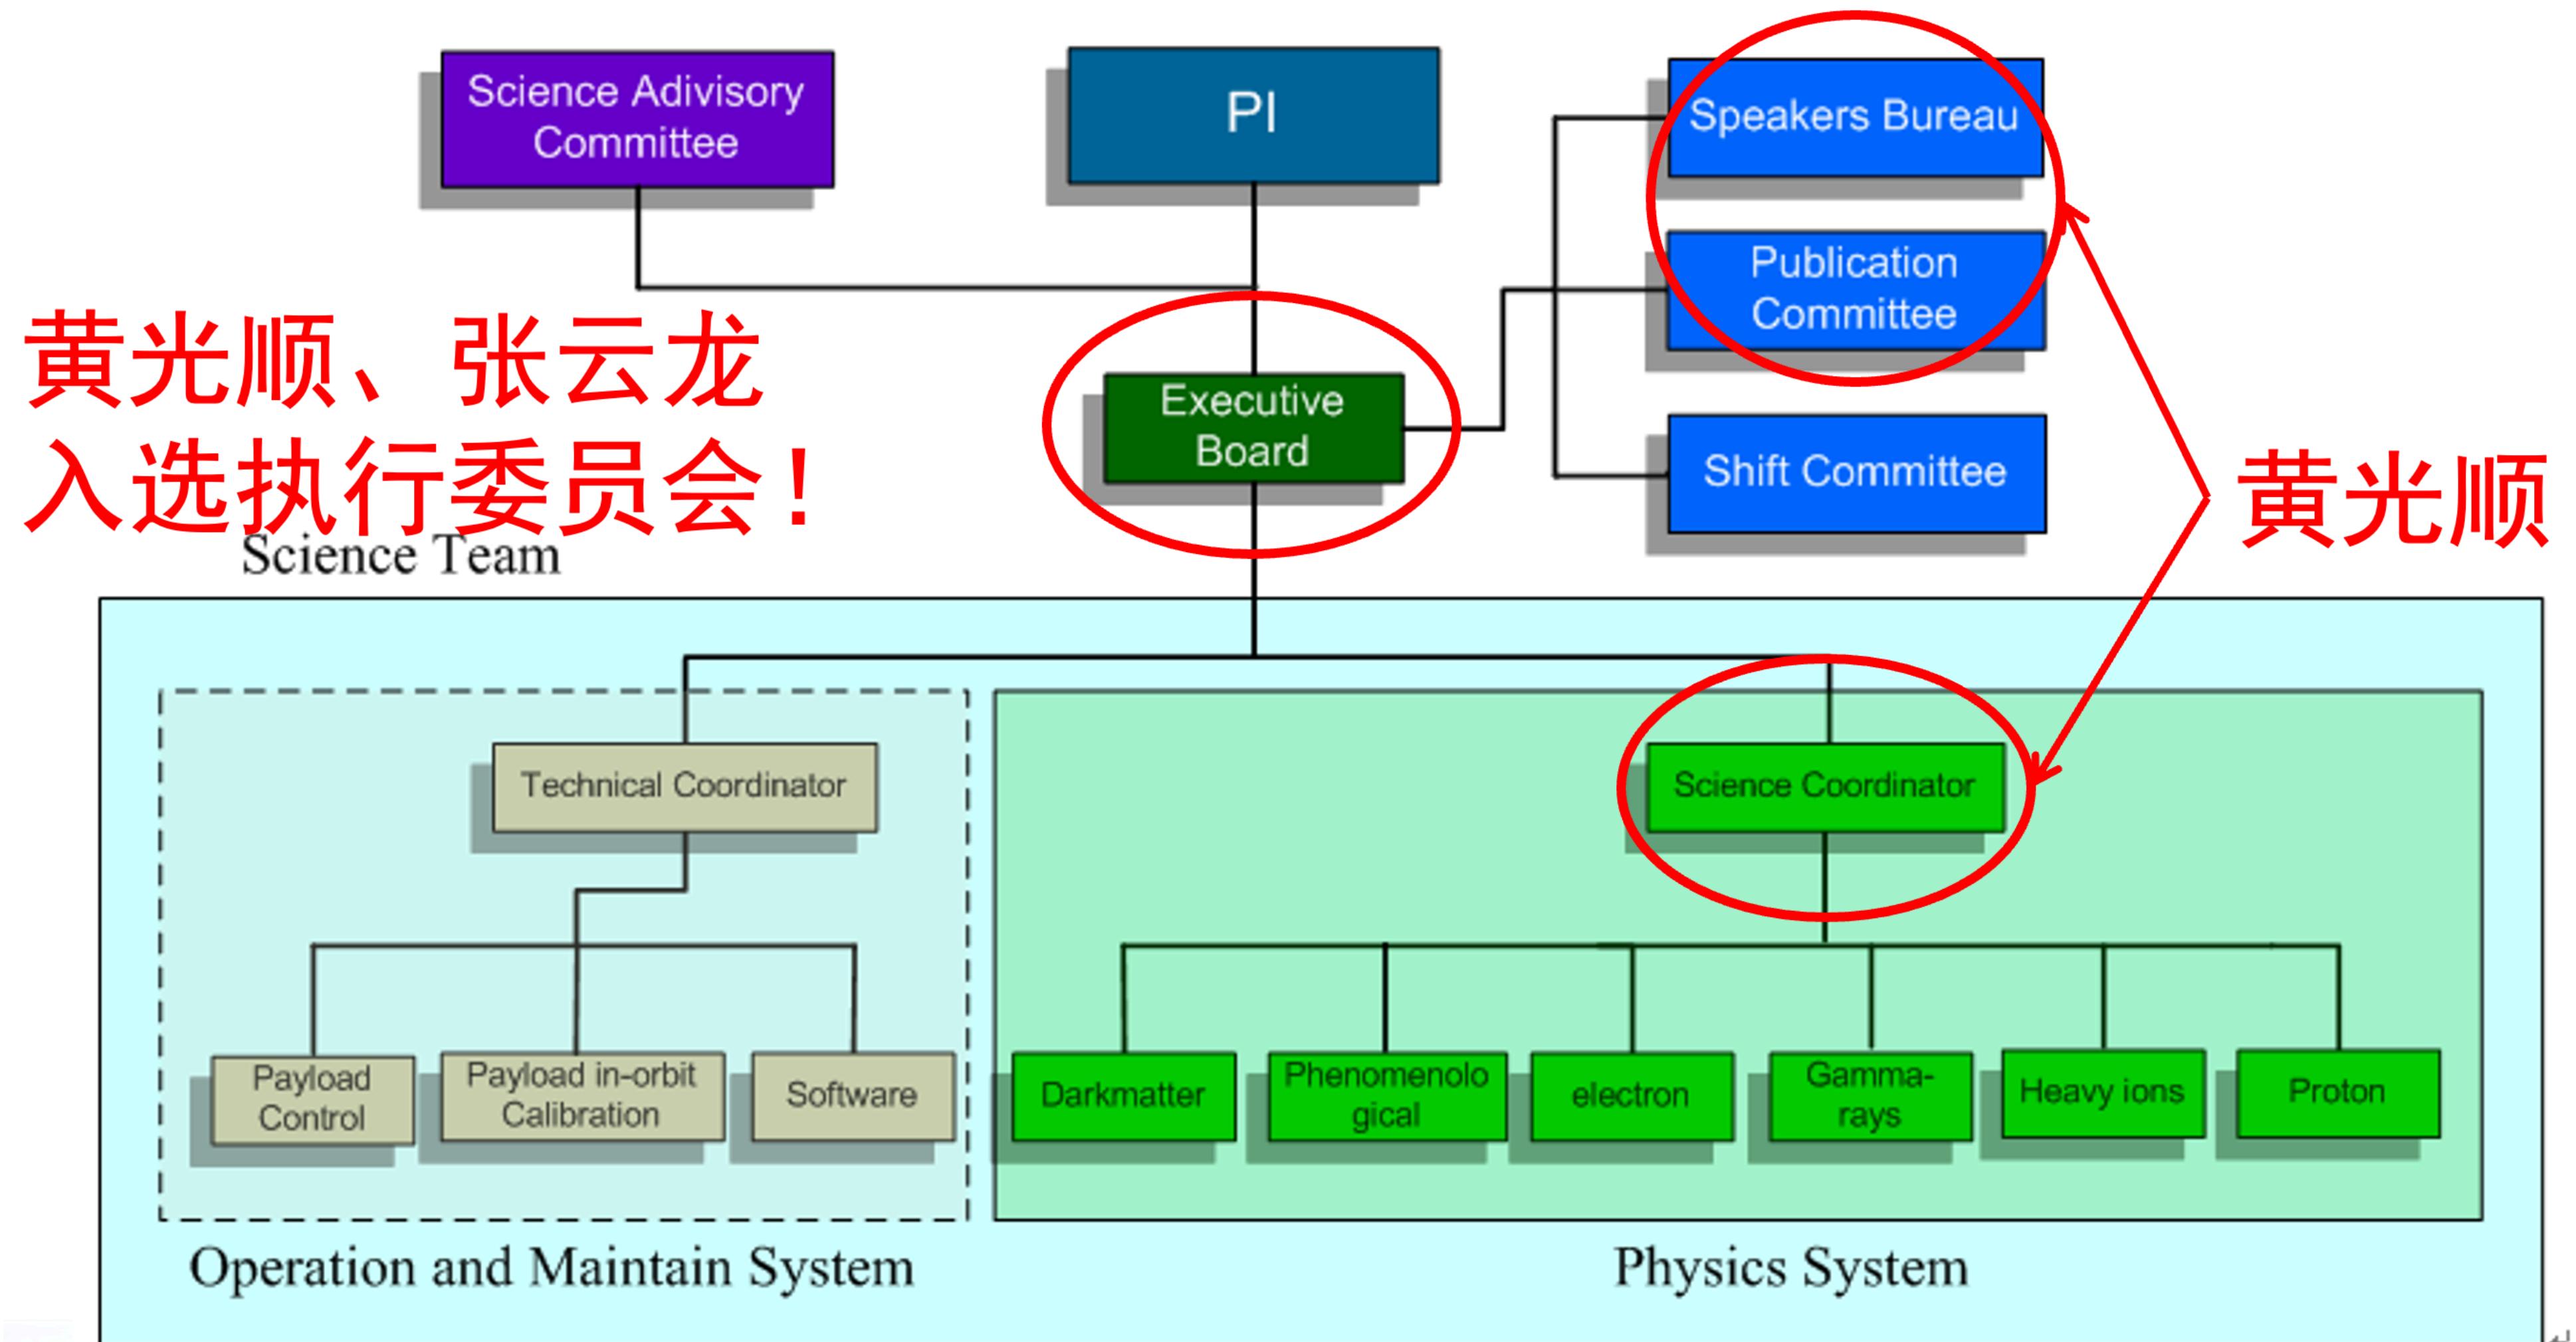 Science Adivisory
Committee
PI
Speakers Bureau
Publication
Committee
黄光顺、张云龙
入选执行委员会！
Executive
Board
Shift Committee
黄光顺
Science Team
Technical Coordinator
Science Coordinator
Payload
Control
Payload in-orbit
Calibration
Software
Darkmatter
Phenomenolo
gical
electron
Gamma-
rays
Heavy ions
Proton
Operation and Maintain System
Physics System